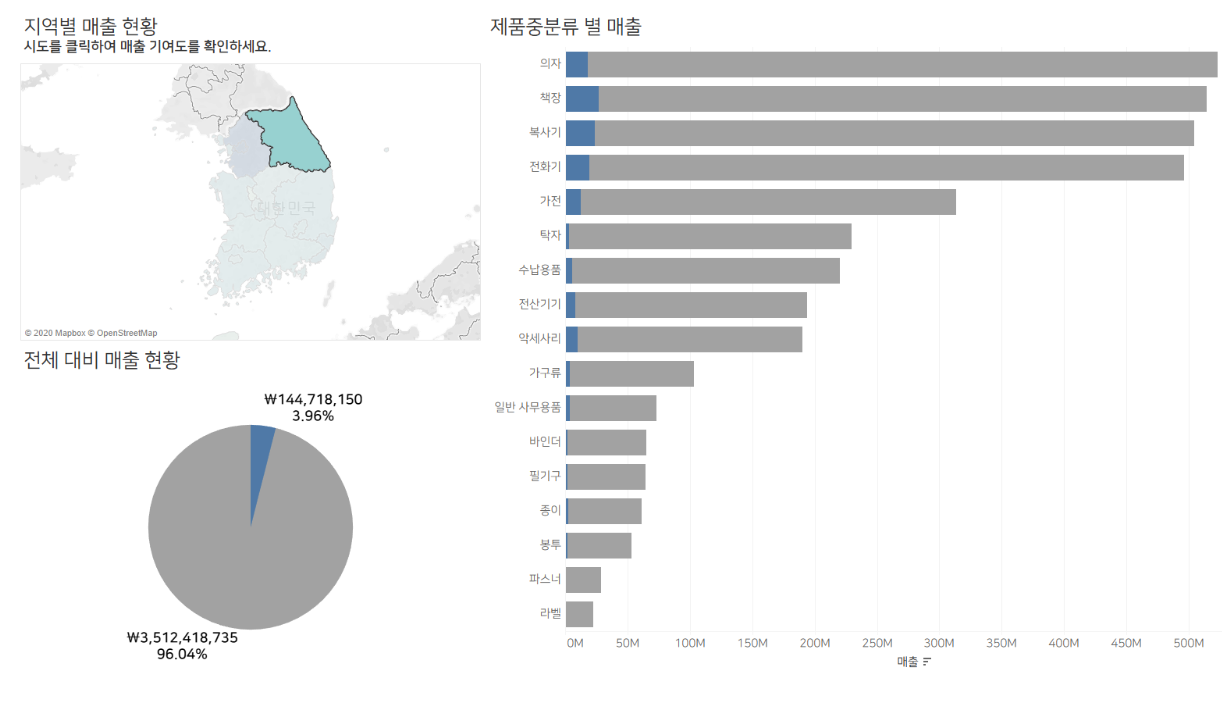 지역별 매출 현황
시도를 클릭하여 매출 기여도를 확인하세요.
대한민국
© 2020 Mapbox © OpenStreetMap
전체 대비 매출 현황
₩144,718,150
3.96%
₩3,512,418,735
96.04%
제품중분류 별 매출
의자
책장
복사기
전화기
가전
탁자
수납용품
전산기기
악세사리
가구류
일반 사무용품
바인더
필기구
종이
봉투
파스너
라벨
0M 50M 100M 150M 200M 250M 300M 350M 400M 450M 500M
매출